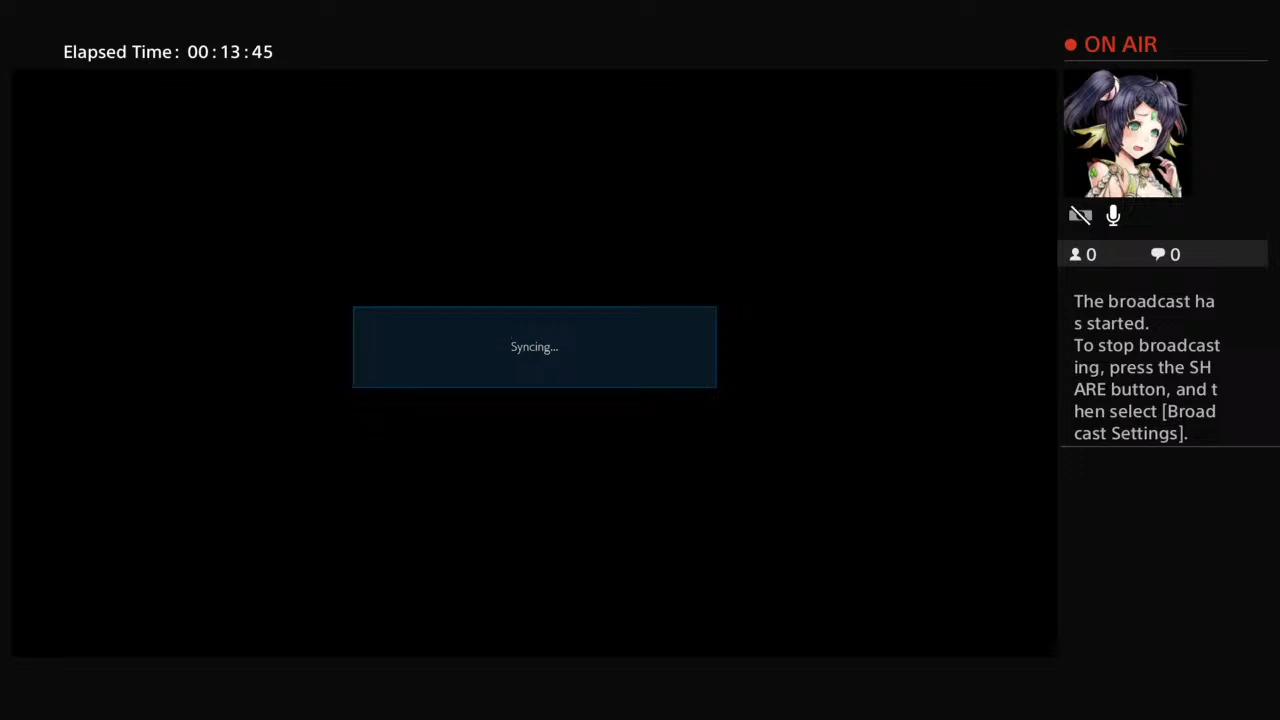 Elapsed Time: 00:13:45
ON AIR
0 0
Syncing...
The broadcast ha
s started.
To stop broadcast
ing, press the SH
ARE button, and t
hen select [Broad
cast Settings].